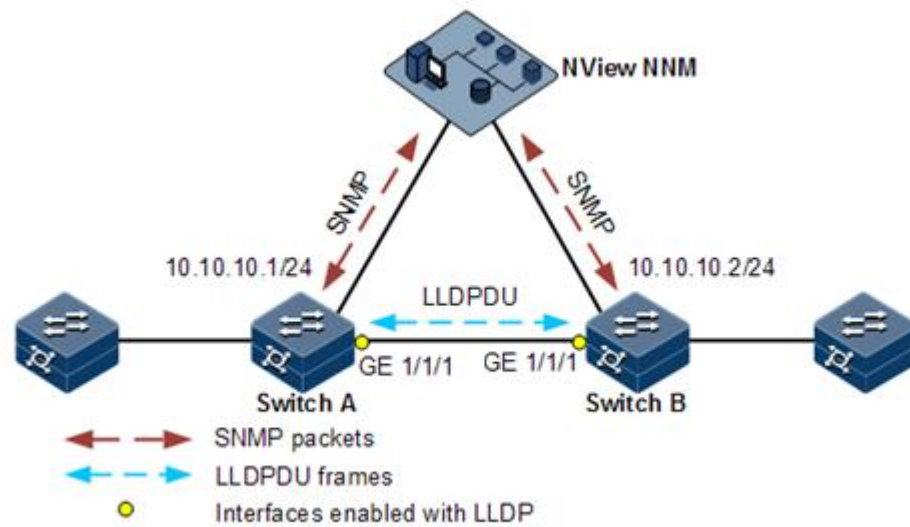 NView NNM
SNMP
SNMP
10.10.10.1/24
10.10.10.2/24
LLDPDU
GE 1/1/1
GE 1/1/1
Switch A
Switch B
SNMP packets
LLDPDU frames
Interfaces enabled with LLDP